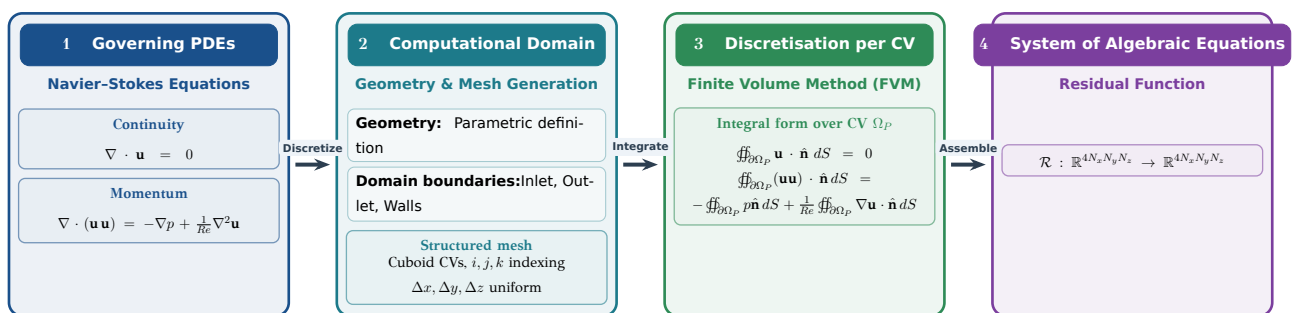 1 Governing PDEs
Navier–Stokes Equations
Continuity
∇ · 𝐮 = 0
Momentum
∇ · (𝐮 𝐮) = −∇p + 1/Re ∇²𝐮
Discretize
2 Computational Domain
Geometry & Mesh Generation
Geometry: Parametric defini-
tion
Domain boundaries:Inlet, Out-
let, Walls
Structured mesh
Cuboid CVs, i, j, k indexing
Δx, Δy, Δz uniform
Integrate
3 Discretisation per CV
Finite Volume Method (FVM)
Integral form over CV Ω_P
∯_{∂Ω_P} 𝐮 · 𝐧̂ dS = 0
∯_{∂Ω_P} (𝐮𝐮) · 𝐧̂ dS =
− ∯_{∂Ω_P} p𝐧̂ dS + 1/Re ∯_{∂Ω_P} ∇𝐮 · 𝐧̂ dS
Assemble
4 System of Algebraic Equations
Residual Function
ℛ : ℝ^{4N_xN_yN_z} → ℝ^{4N_xN_yN_z}